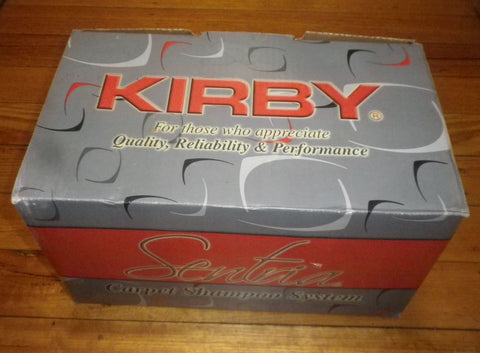 KIRBY®
For those who appreciate
Quality, Reliability & Performance
Sentria
Carpet Shampoo System